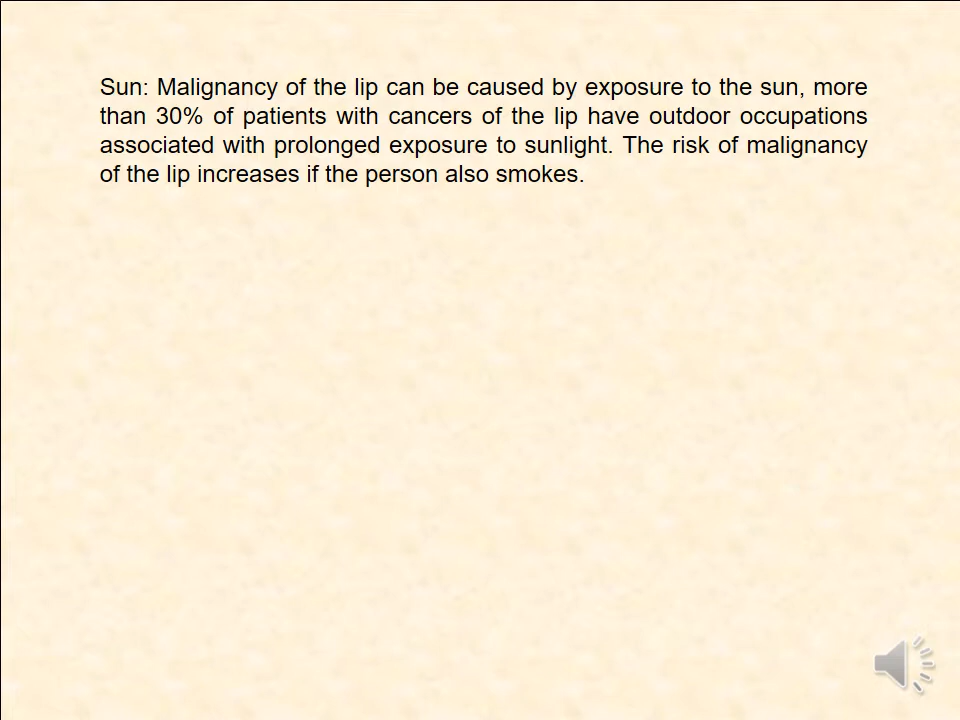 Sun: Malignancy of the lip can be caused by exposure to the sun, more
than 30% of patients with cancers of the lip have outdoor occupations
associated with prolonged exposure to sunlight. The risk of malignancy
of the lip increases if the person also smokes.